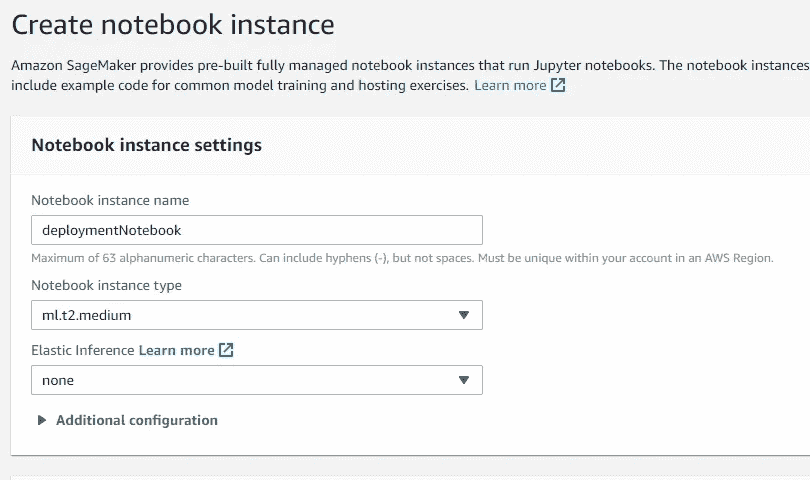 Create notebook instance
Amazon SageMaker provides pre-built fully managed notebook instances that run Jupyter notebooks. The notebook instances
include example code for common model training and hosting exercises. Learn more
Notebook instance settings
Notebook instance name
deploymentNotebook
Maximum of 63 alphanumeric characters. Can include hyphens (-), but not spaces. Must be unique within your account in an AWS Region.
Notebook instance type
ml.t2.medium
Elastic Inference Learn more
none
Additional configuration